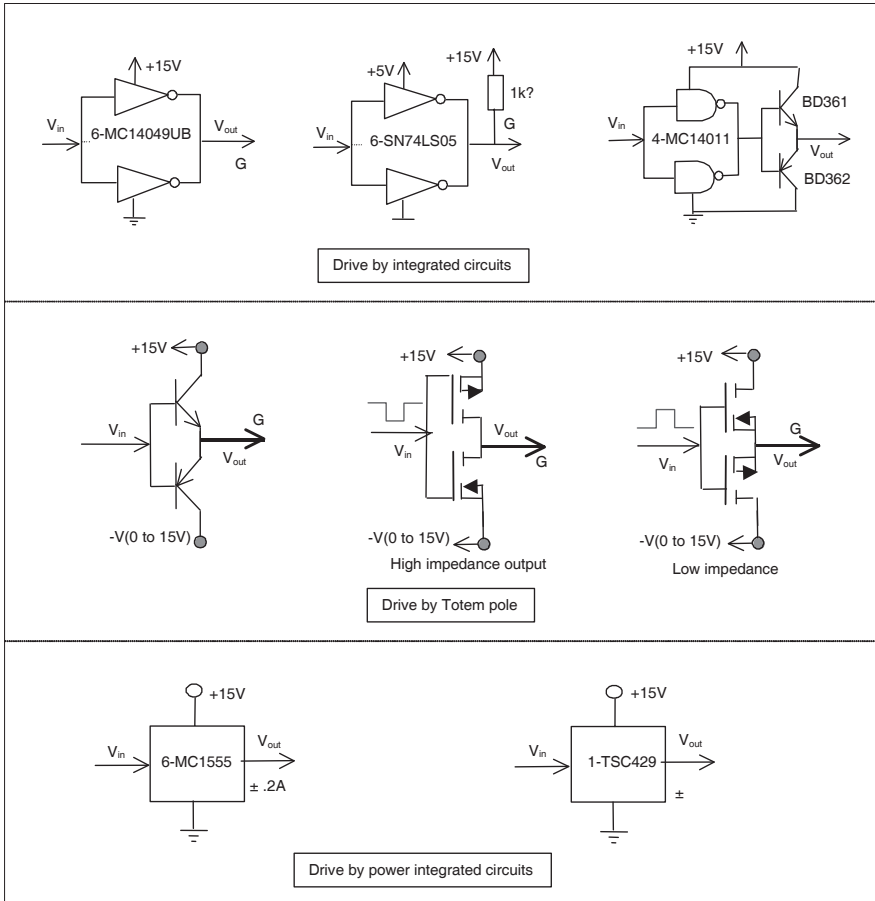 +15V
V_in
6-MC14049UB
V_out
G
+5V
+15V
1k?
G
V_in
6-SN74LS05
V_out
+15V
BD361
V_in
4-MC14011
V_out
BD362
Drive by integrated circuits
+15V
G
V_in
V_out
-V(0 to 15V)
+15V
V_out
V_in
G
-V(0 to 15V)
High impedance output
+15V
G
V_in
V_out
-V(0 to 15V)
Low impedance
Drive by Totem pole
+15V
V_in
V_out
6-MC1555
± .2A
+15V
V_in
V_out
1-TSC429
±
Drive by power integrated circuits